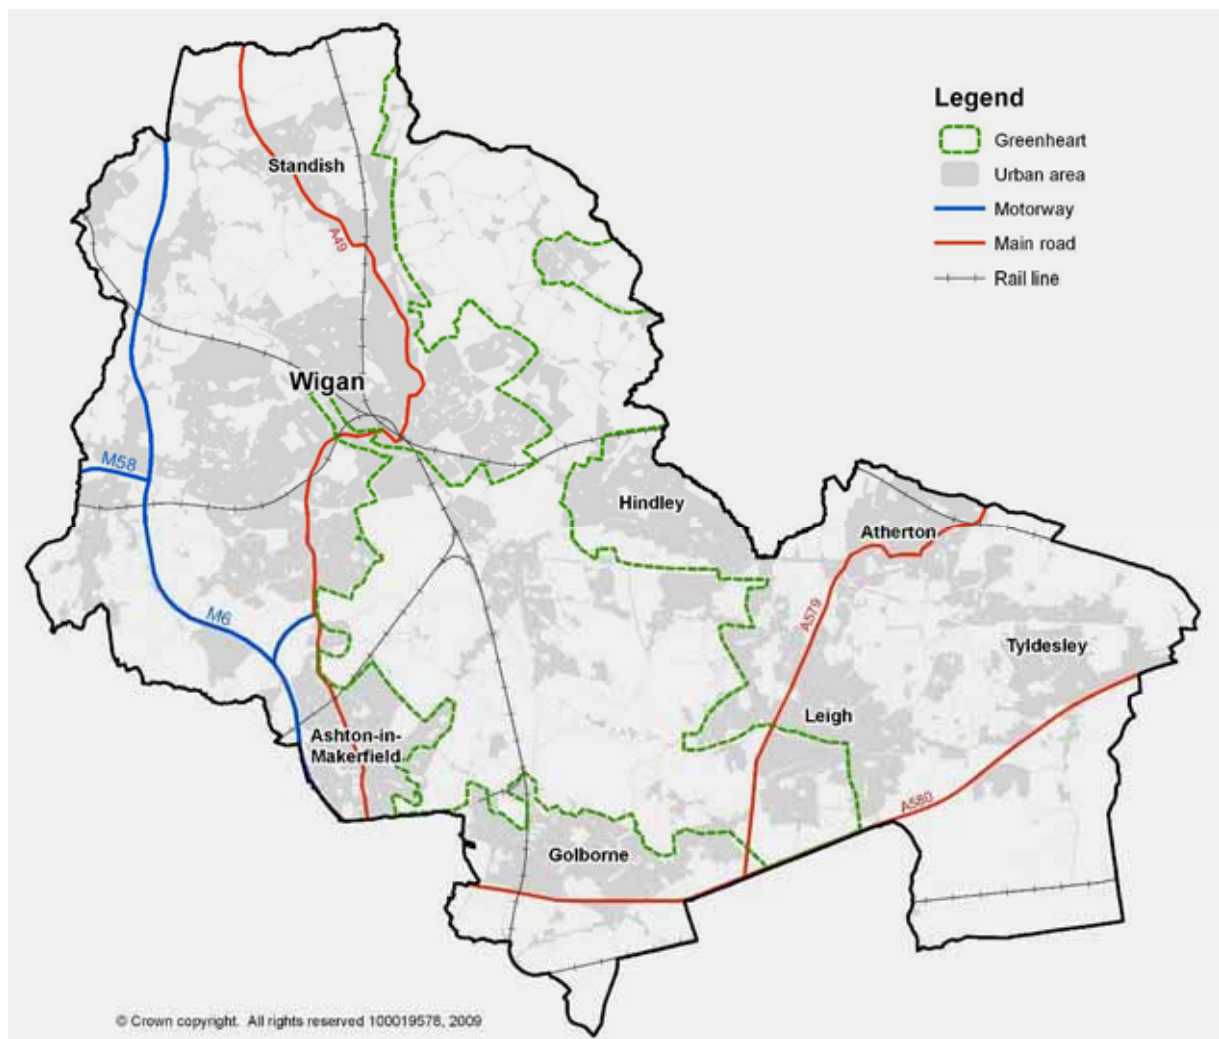 Legend
Greenheart
Urban area
Motorway
Main road
Rail line
Standish
A49
Wigan
M58
Hindley
Atherton
A579
M6
Tyldesley
Leigh
Ashton-in-
Makerfield
A580
Golborne
© Crown copyright. All rights reserved 100019578, 2009